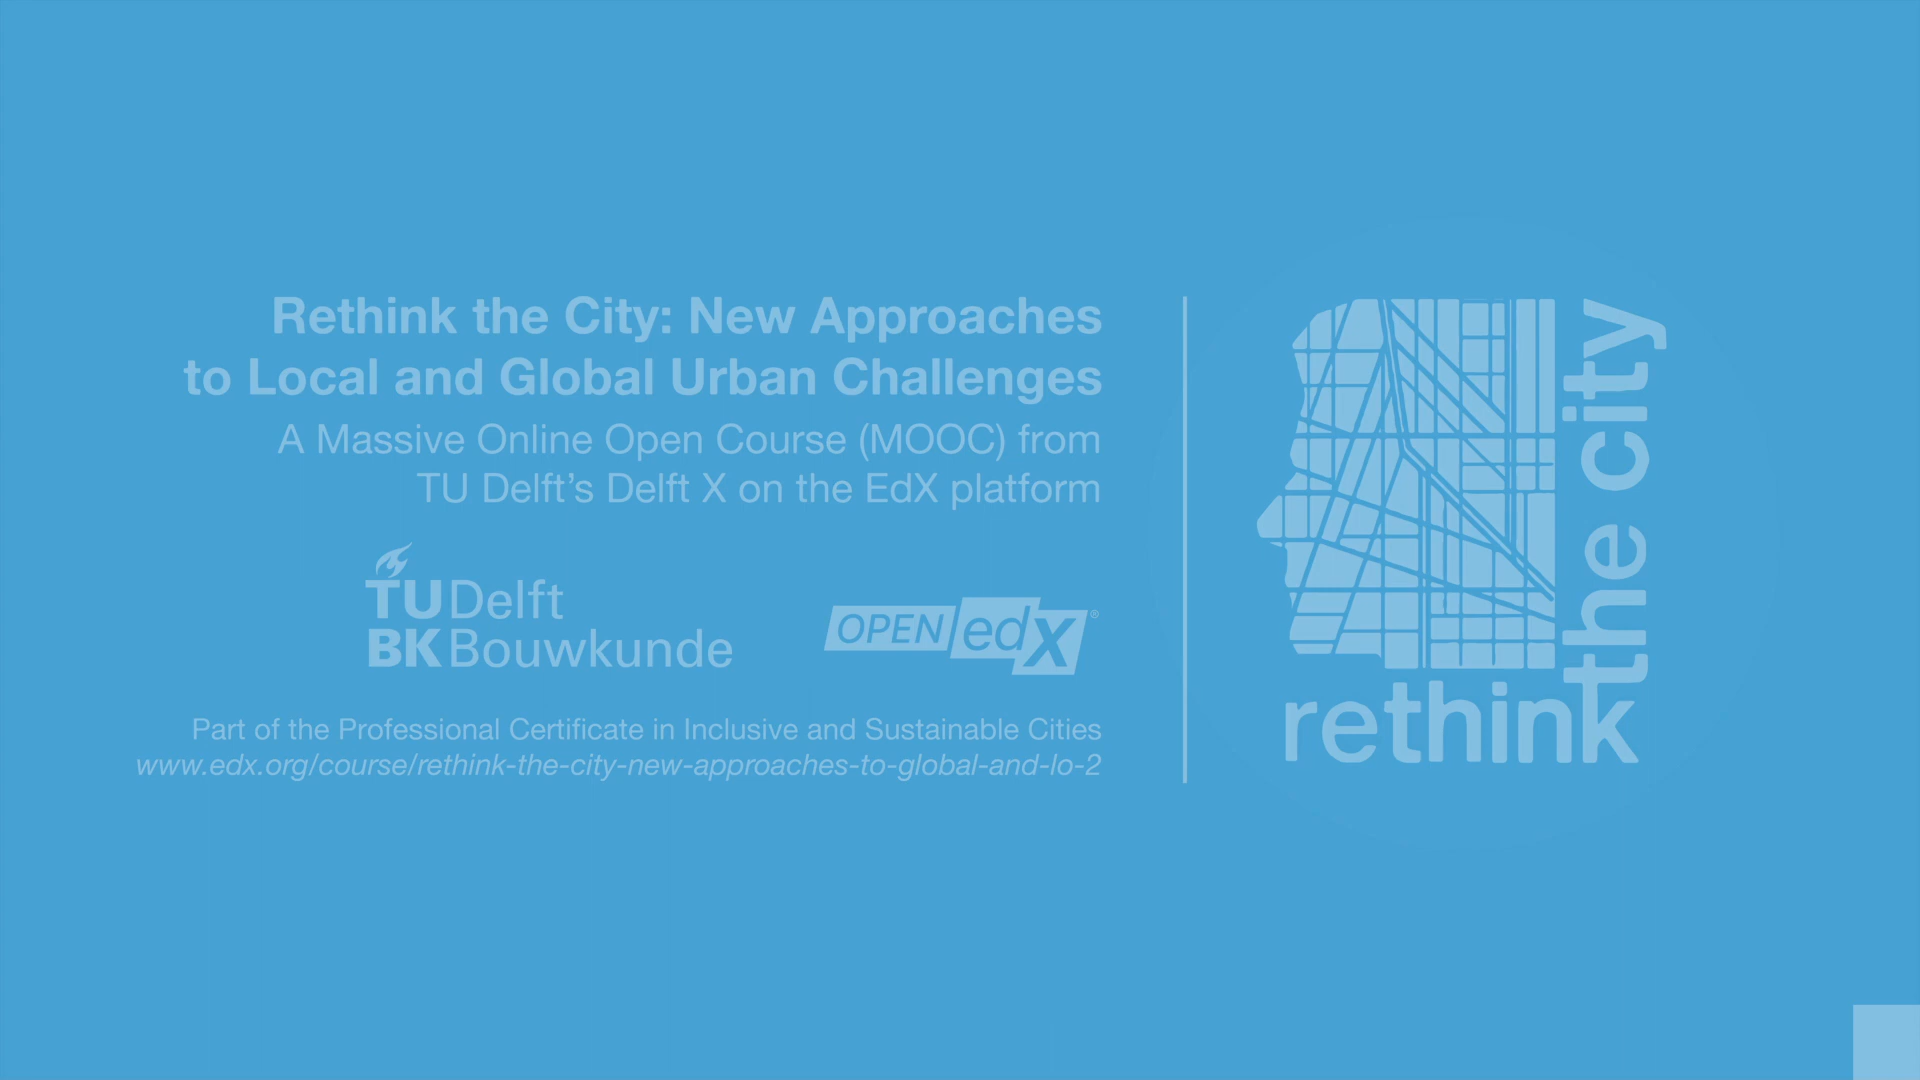 Rethink the City: New Approaches
to Local and Global Urban Challenges
A Massive Online Open Course (MOOC) from
TU Delft’s Delft X on the EdX platform
TU Delft
BK Bouwkunde
OPEN edX®
Part of the Professional Certificate in Inclusive and Sustainable Cities
www.edx.org/course/rethink-the-city-new-approaches-to-global-and-lo-2
rethink
the city